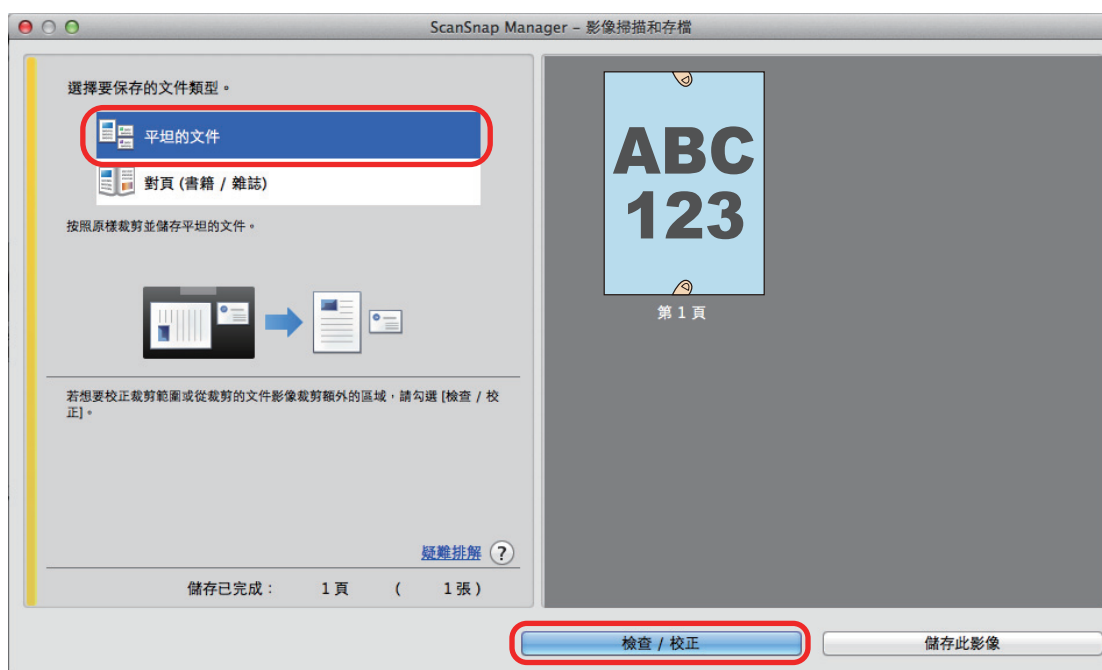 ScanSnap Manager – 影像掃描和存檔
選擇要保存的文件類型。
平坦的文件
對頁 (書籍 / 雜誌)
按照原樣裁剪並儲存平坦的文件。
若想要校正裁剪範圍或從裁剪的文件影像裁剪額外的區域，請勾選 [檢查 / 校
正]。
疑難排解 ?
儲存已完成： 1 頁 ( 1 張 )
ABC
123
第 1 頁
檢查 / 校正
儲存此影像